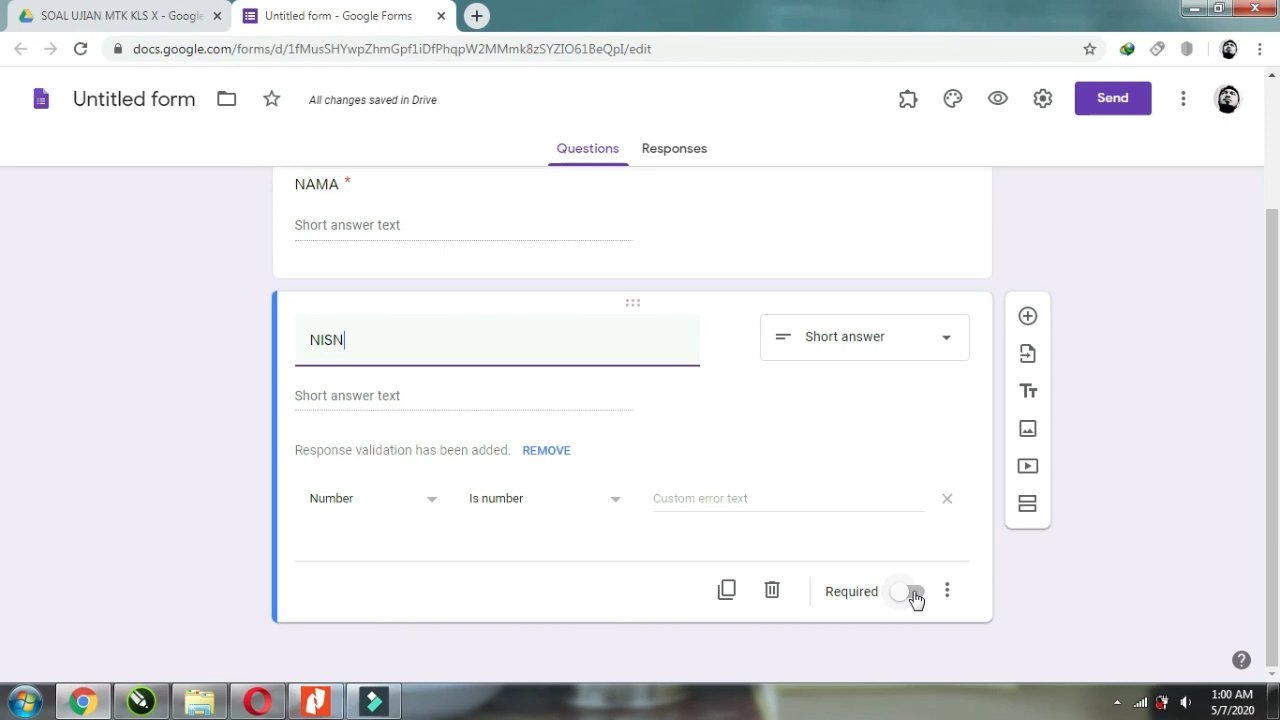 SOAL UJIAN MTK KLS X - Google
Untitled form - Google Forms
docs.google.com/forms/d/1fMusSHYwpZhmGpf1iDfPhqpW2MMmk8zSYZIO61BeQpI/edit
Untitled form
All changes saved in Drive
Send
Questions
Responses
NAMA *
Short answer text
NISN
Short answer
Short answer text
Response validation has been added. REMOVE
Number
Is number
Custom error text
Required
1:00 AM
5/7/2020